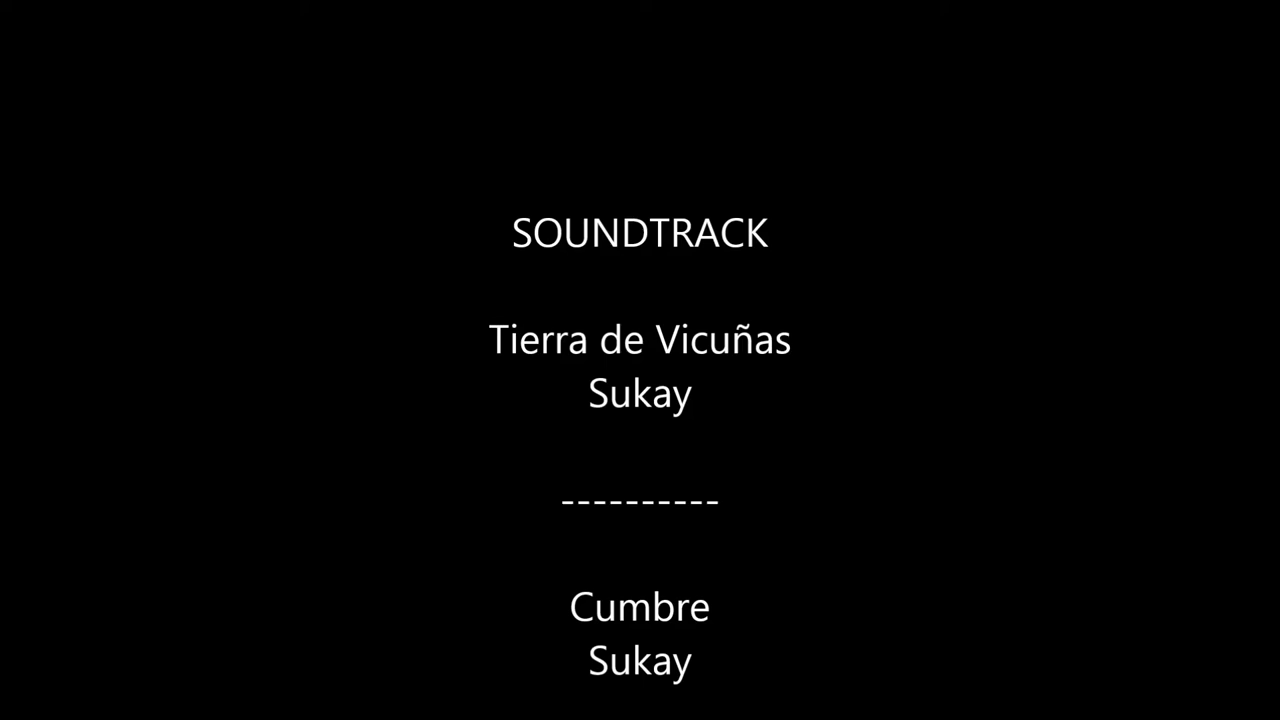 SOUNDTRACK
Tierra de Vicuñas
Sukay
----------
Cumbre
Sukay